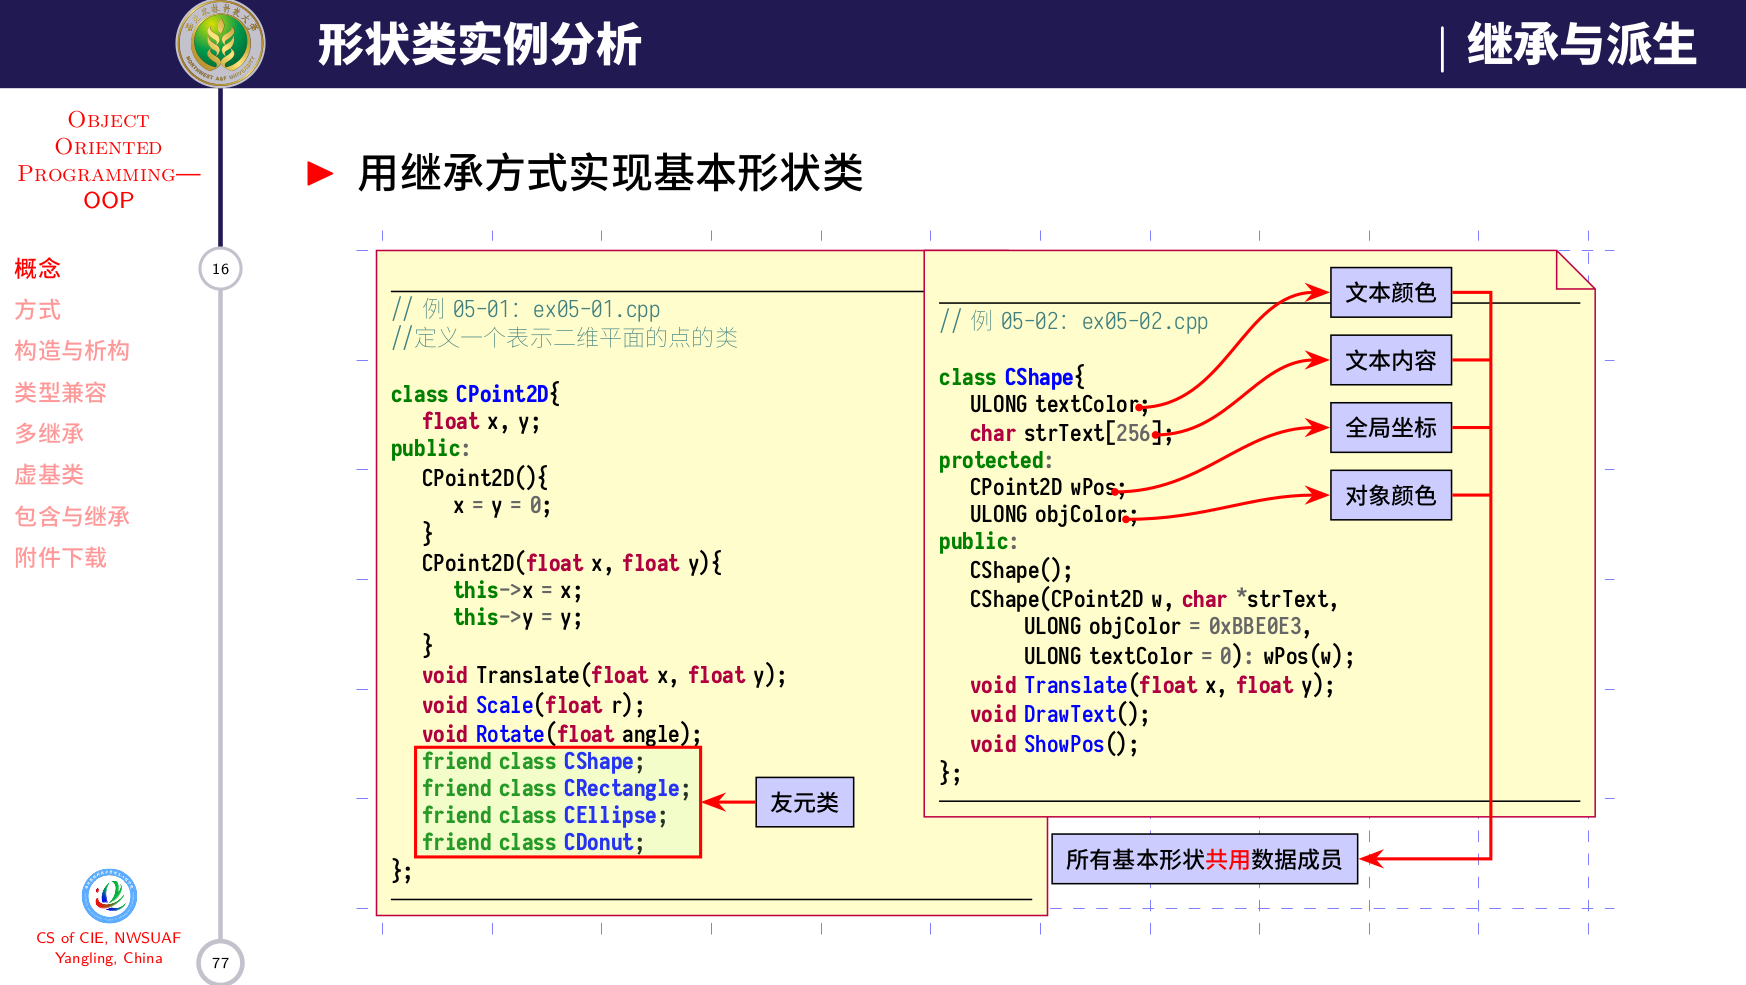 形状类实例分析
继承与派生
OBJECT
ORIENTED
PROGRAMMING—
OOP
概念
方式
构造与析构
类型兼容
多继承
虚基类
包含与继承
附件下载
16
77
CS of CIE, NWSUAF
Yangling, China
用继承方式实现基本形状类
// 例 05-01: ex05-01.cpp
//定义一个表示二维平面的点的类
class CPoint2D{
float x, y;
public:
CPoint2D(){
x = y = 0;
}
CPoint2D(float x, float y){
this->x = x;
this->y = y;
}
void Translate(float x, float y);
void Scale(float r);
void Rotate(float angle);
friend class CShape;
friend class CRectangle;
friend class CEllipse;
friend class CDonut;
};
友元类
// 例 05-02: ex05-02.cpp
class CShape{
ULONG textColor;
char strText[256];
protected:
CPoint2D wPos;
ULONG objColor;
public:
CShape();
CShape(CPoint2D w, char *strText,
ULONG objColor = 0xBBE0E3,
ULONG textColor = 0): wPos(w);
void Translate(float x, float y);
void DrawText();
void ShowPos();
};
文本颜色
文本内容
全局坐标
对象颜色
所有基本形状共用数据成员